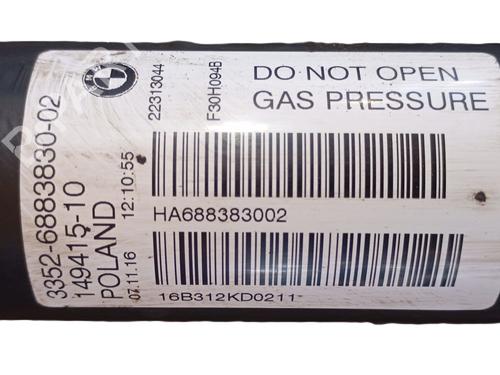 3352-6883830-02
149415-10
POLAND
07.11.16 12:10:55
22313044
F30H094B
DO NOT OPEN
GAS PRESSURE
HA688383002
16B312KD0211